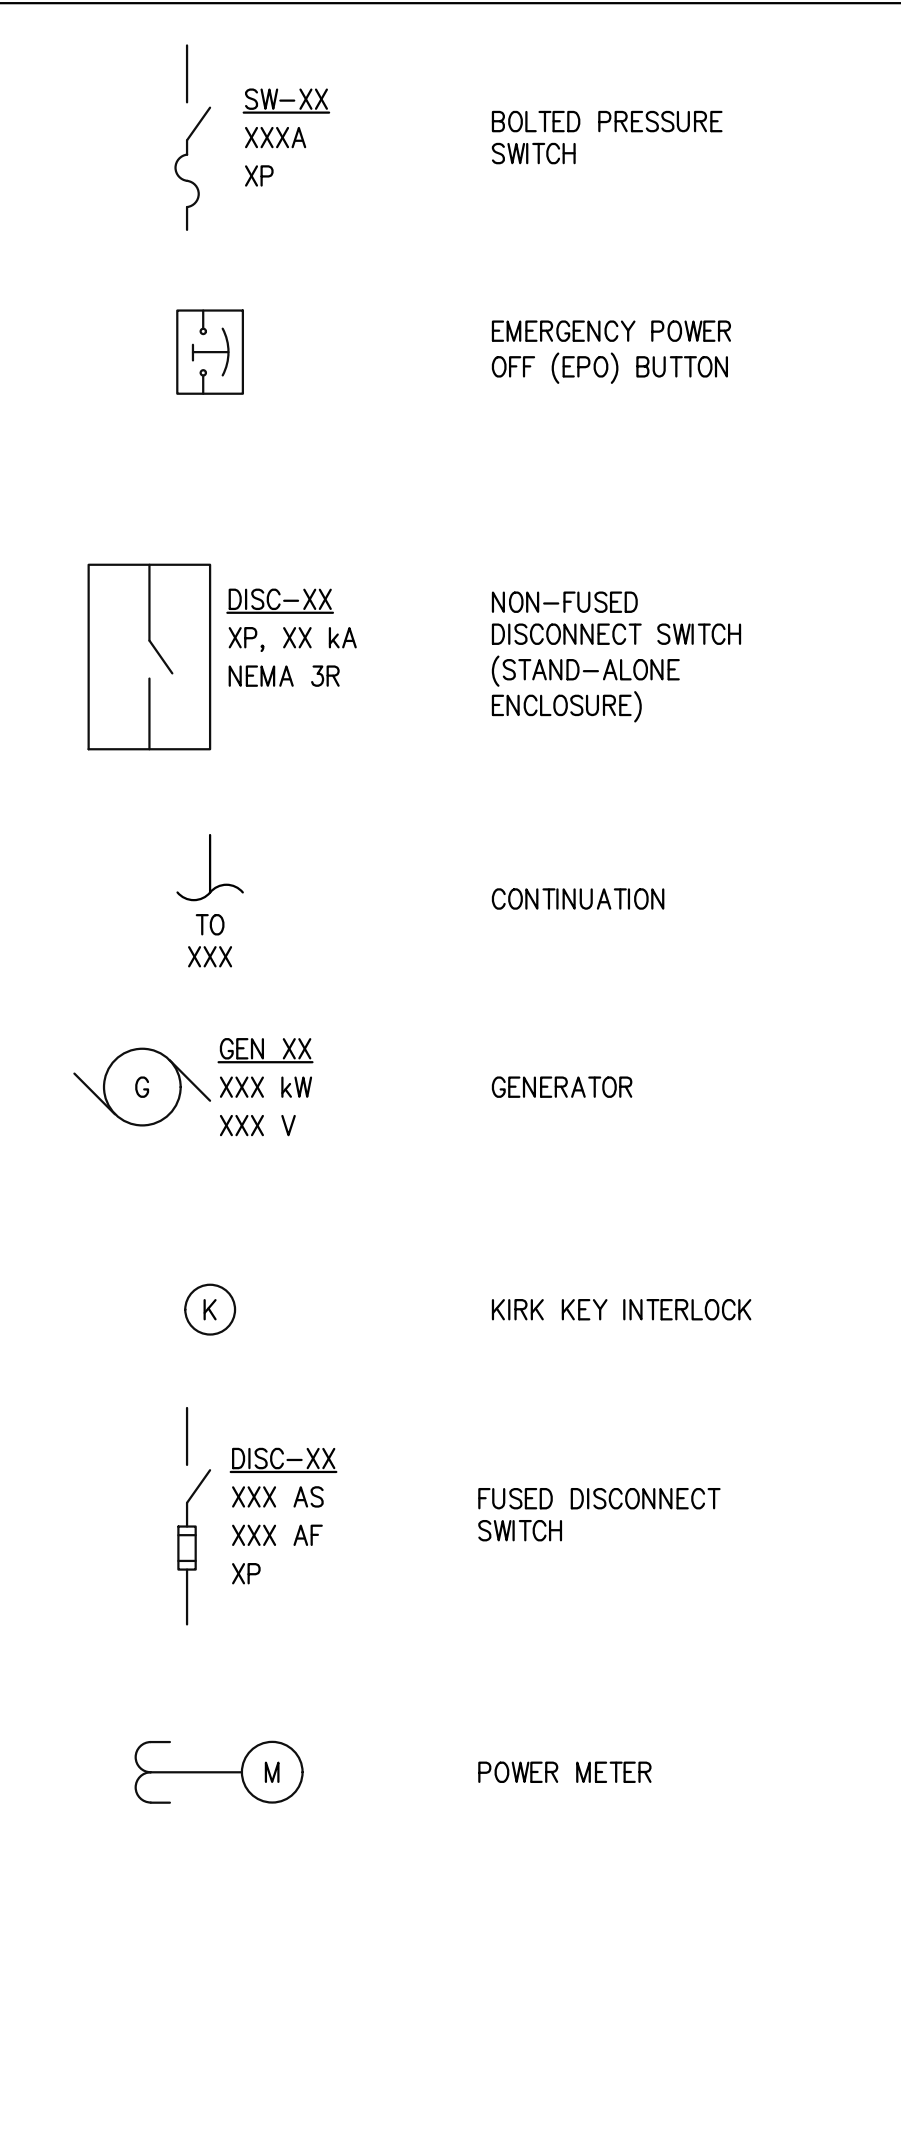 SW-XX
XXXA
XP
BOLTED PRESSURE
SWITCH
EMERGENCY POWER
OFF (EPO) BUTTON
DISC-XX
XP, XX kA
NEMA 3R
NON-FUSED
DISCONNECT SWITCH
(STAND-ALONE
ENCLOSURE)
TO
XXX
CONTINUATION
G
GEN XX
XXX kW
XXX V
GENERATOR
K
KIRK KEY INTERLOCK
DISC-XX
XXX AS
XXX AF
XP
FUSED DISCONNECT
SWITCH
M
POWER METER